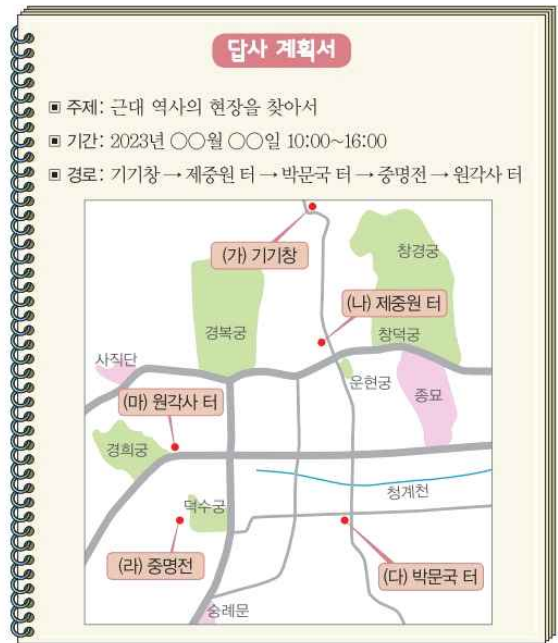 답사 계획서
▣ 주제: 근대 역사의 현장을 찾아서
▣ 기간: 2023년 ○○월 ○○일 10:00~16:00
▣ 경로: 기기창 → 제중원 터 → 박문국 터 → 중명전 → 원각사 터
(가) 기기창
창경궁
(나) 제중원 터
경복궁
창덕궁
사직단
운현궁
종묘
(마) 원각사 터
경희궁
청계천
덕수궁
(라) 중명전
(다) 박문국 터
숭례문